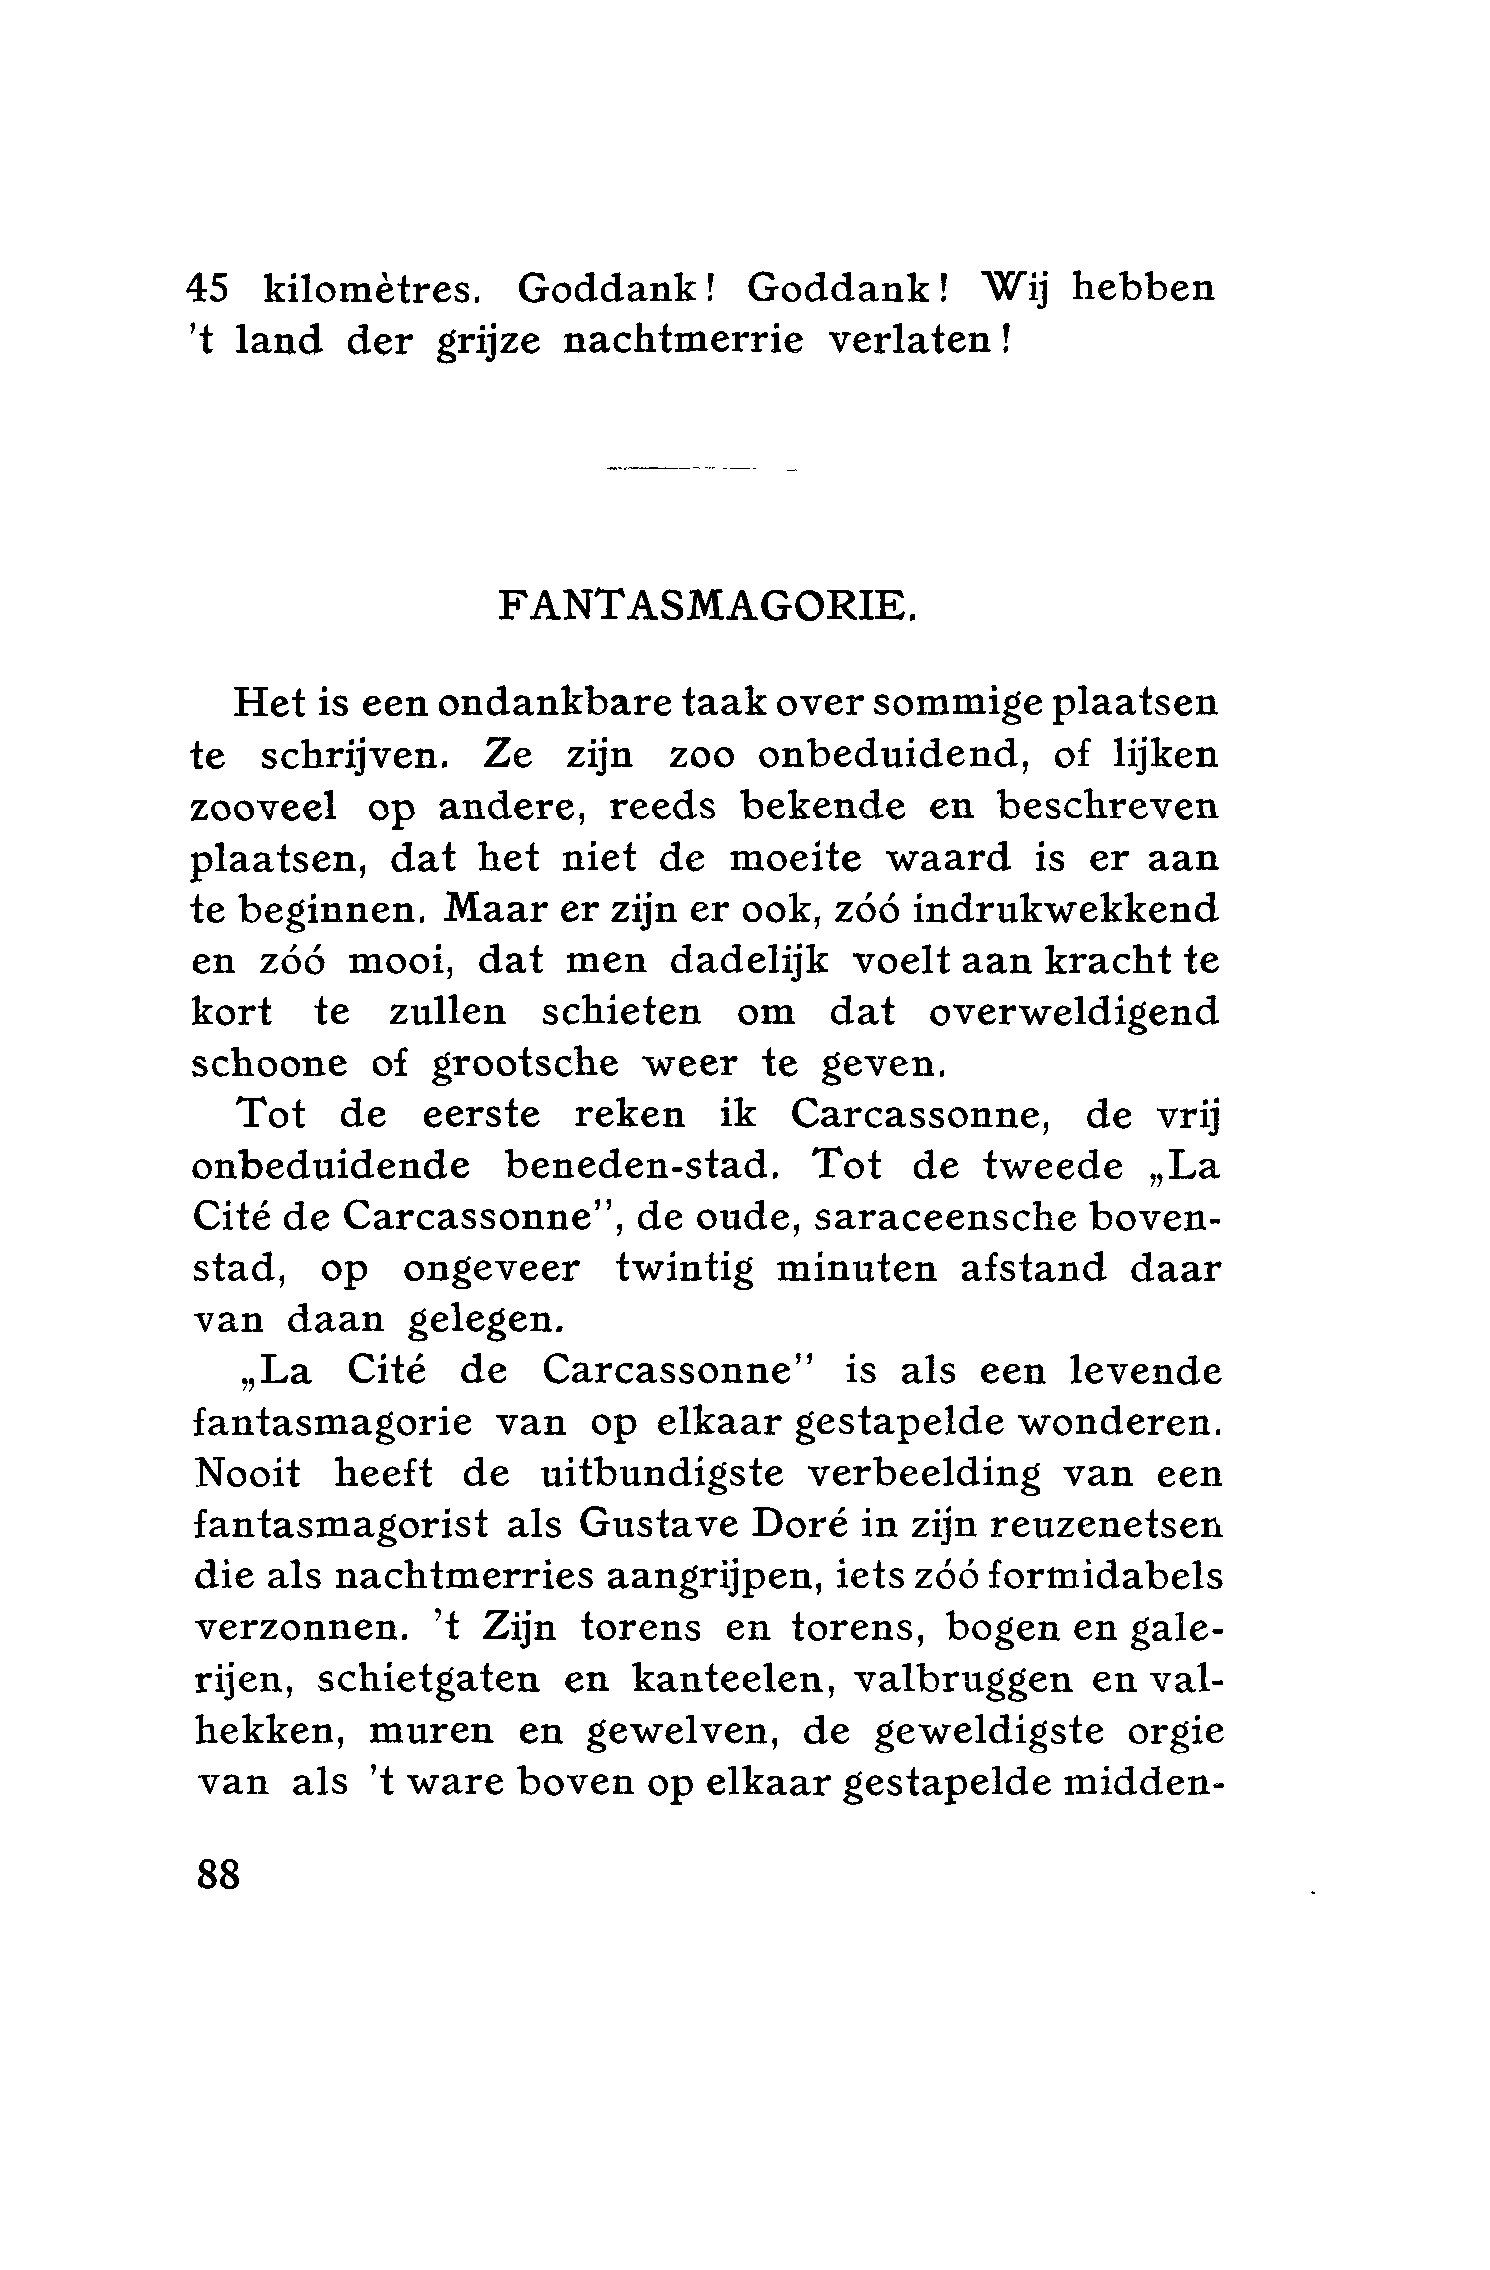 45 kilomètres. Goddank! Goddank! Wij hebben
't land der grijze nachtmerrie verlaten!
FANTASMAGORIE.
Het is een ondankbare taak over sommige plaatsen
te schrijven. Ze zijn zoo onbeduidend, of lijken
zooveel op andere, reeds bekende en beschreven
plaatsen, dat het niet de moeite waard is er aan
te beginnen. Maar er zijn er ook, zóó indrukwekkend
en zóó mooi, dat men dadelijk voelt aan kracht te
kort te zullen schieten om dat overweldigend
schoone of grootsche weer te geven.
Tot de eerste reken ik Carcassonne, de vrij
onbeduidende beneden-stad. Tot de tweede „La
Cité de Carcassonne”, de oude, saraceensche boven-
stad, op ongeveer twintig minuten afstand daar
van daan gelegen.
„La Cité de Carcassonne” is als een levende
fantasmagorie van op elkaar gestapelde wonderen.
Nooit heeft de uitbundigste verbeelding van een
fantasmagorist als Gustave Doré in zijn reuzenetsen
die als nachtmerries aangrijpen, iets zóó formidabels
verzonnen. 't Zijn torens en torens, bogen en gale-
rijen, schietgaten en kanteelen, valbruggen en val-
hekken, muren en gewelven, de geweldigste orgie
van als 't ware boven op elkaar gestapelde midden-
88